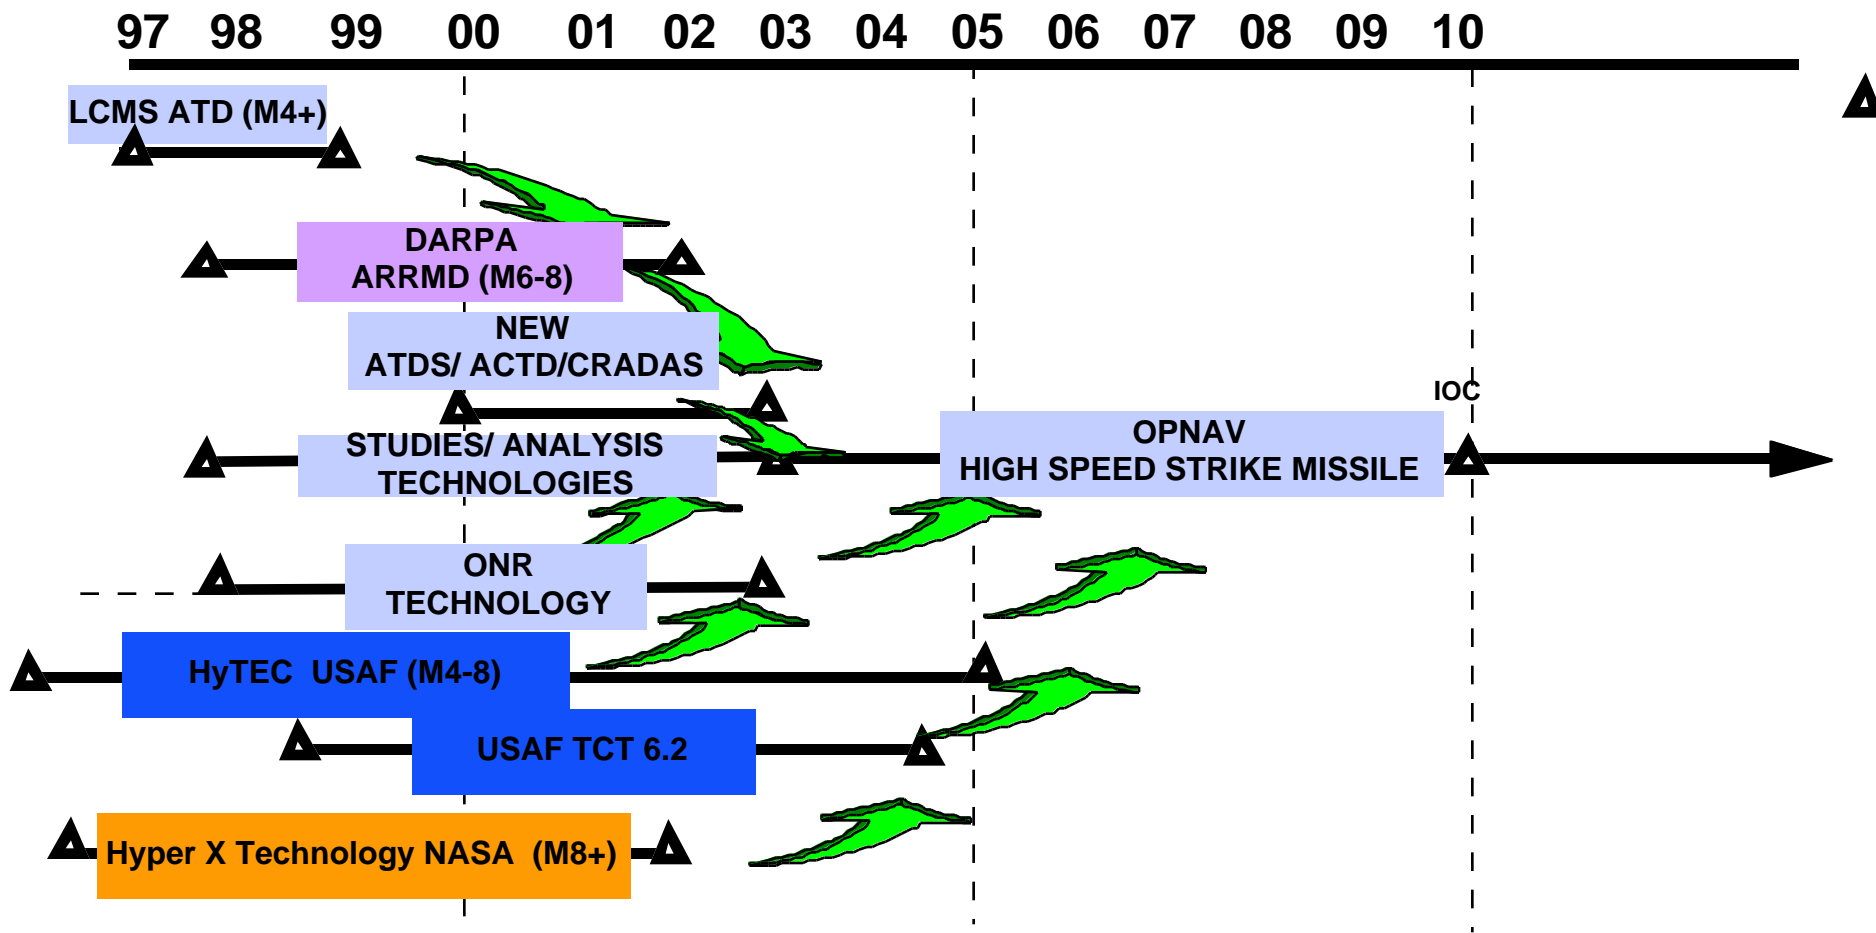 97 98 99 00 01 02 03 04 05 06 07 08 09 10
LCMS ATD (M4+)
DARPA
ARRMD (M6-8)
NEW
ATDS/ ACTD/CRADAS
IOC
STUDIES/ ANALYSIS
TECHNOLOGIES
OPNAV
HIGH SPEED STRIKE MISSILE
ONR
TECHNOLOGY
HyTEC  USAF (M4-8)
USAF TCT 6.2
Hyper X Technology NASA  (M8+)